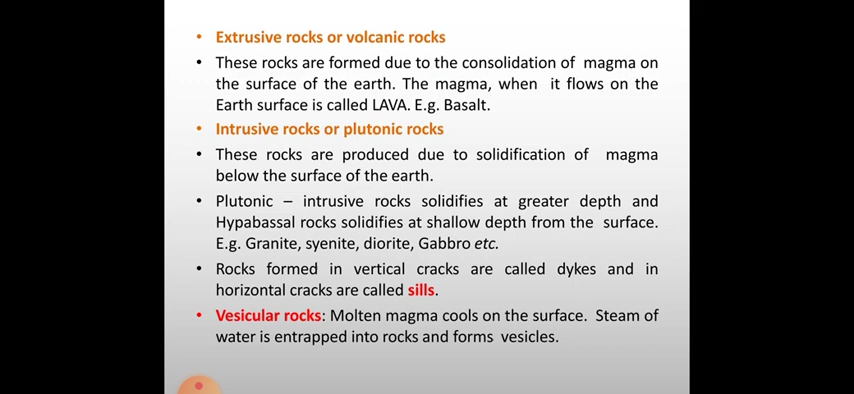 • Extrusive rocks or volcanic rocks
• These rocks are formed due to the consolidation of magma on
the surface of the earth. The magma, when it flows on the
Earth surface is called LAVA. E.g. Basalt.
• Intrusive rocks or plutonic rocks
• These rocks are produced due to solidification of magma
below the surface of the earth.
• Plutonic – intrusive rocks solidifies at greater depth and
Hypabassal rocks solidifies at shallow depth from the surface.
E.g. Granite, syenite, diorite, Gabbro etc.
• Rocks formed in vertical cracks are called dykes and in
horizontal cracks are called sills.
• Vesicular rocks: Molten magma cools on the surface. Steam of
water is entrapped into rocks and forms vesicles.